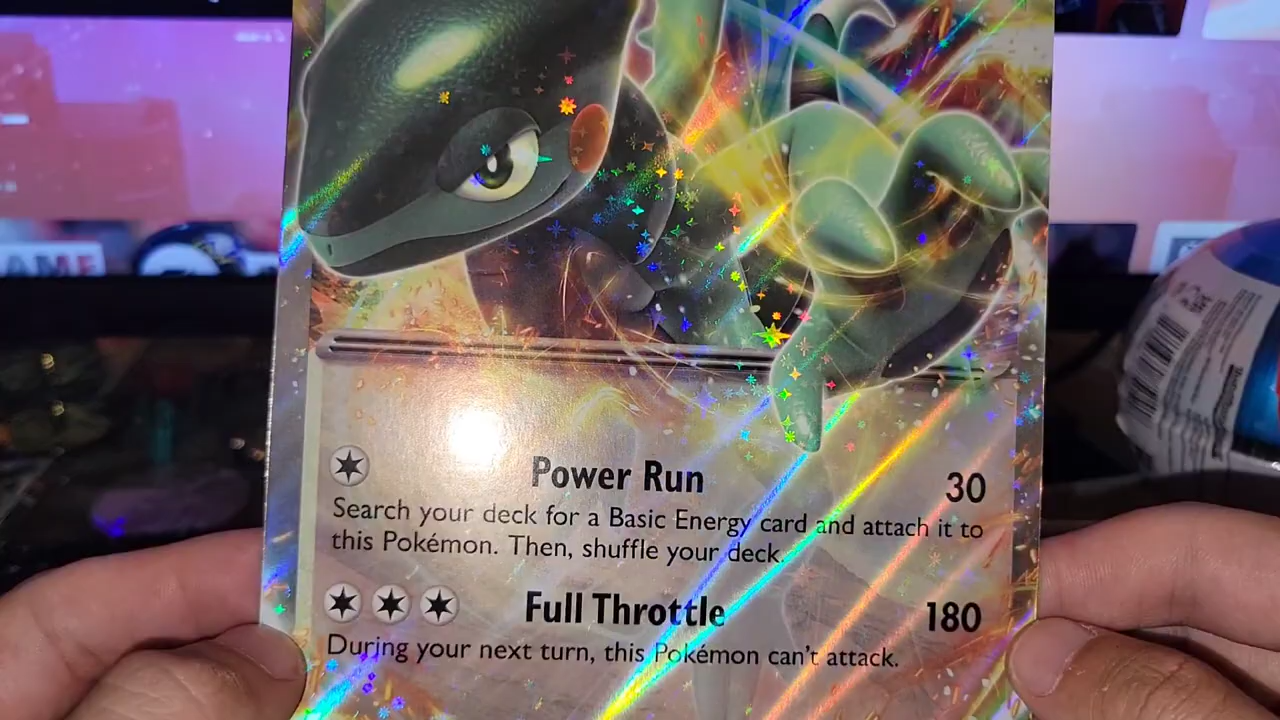 AME
Power Run
30
Search your deck for a Basic Energy card and attach it to
this Pokémon. Then, shuffle your deck.
Full Throttle
180
During your next turn, this Pokémon can't attack.